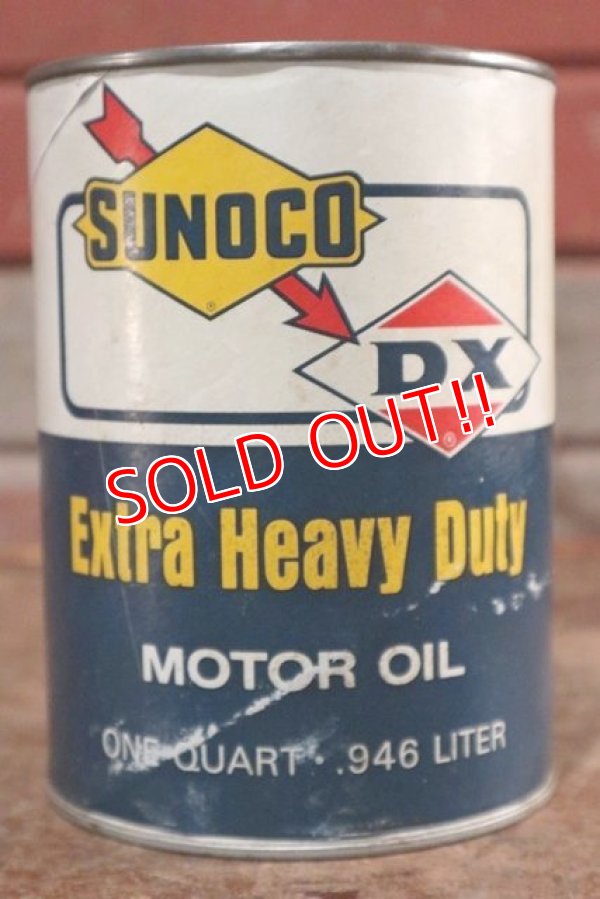 SUNOCO
®
DX
®
SOLD OUT!!
Extra Heavy Duty
MOTOR OIL
ONE QUART · .946 LITER